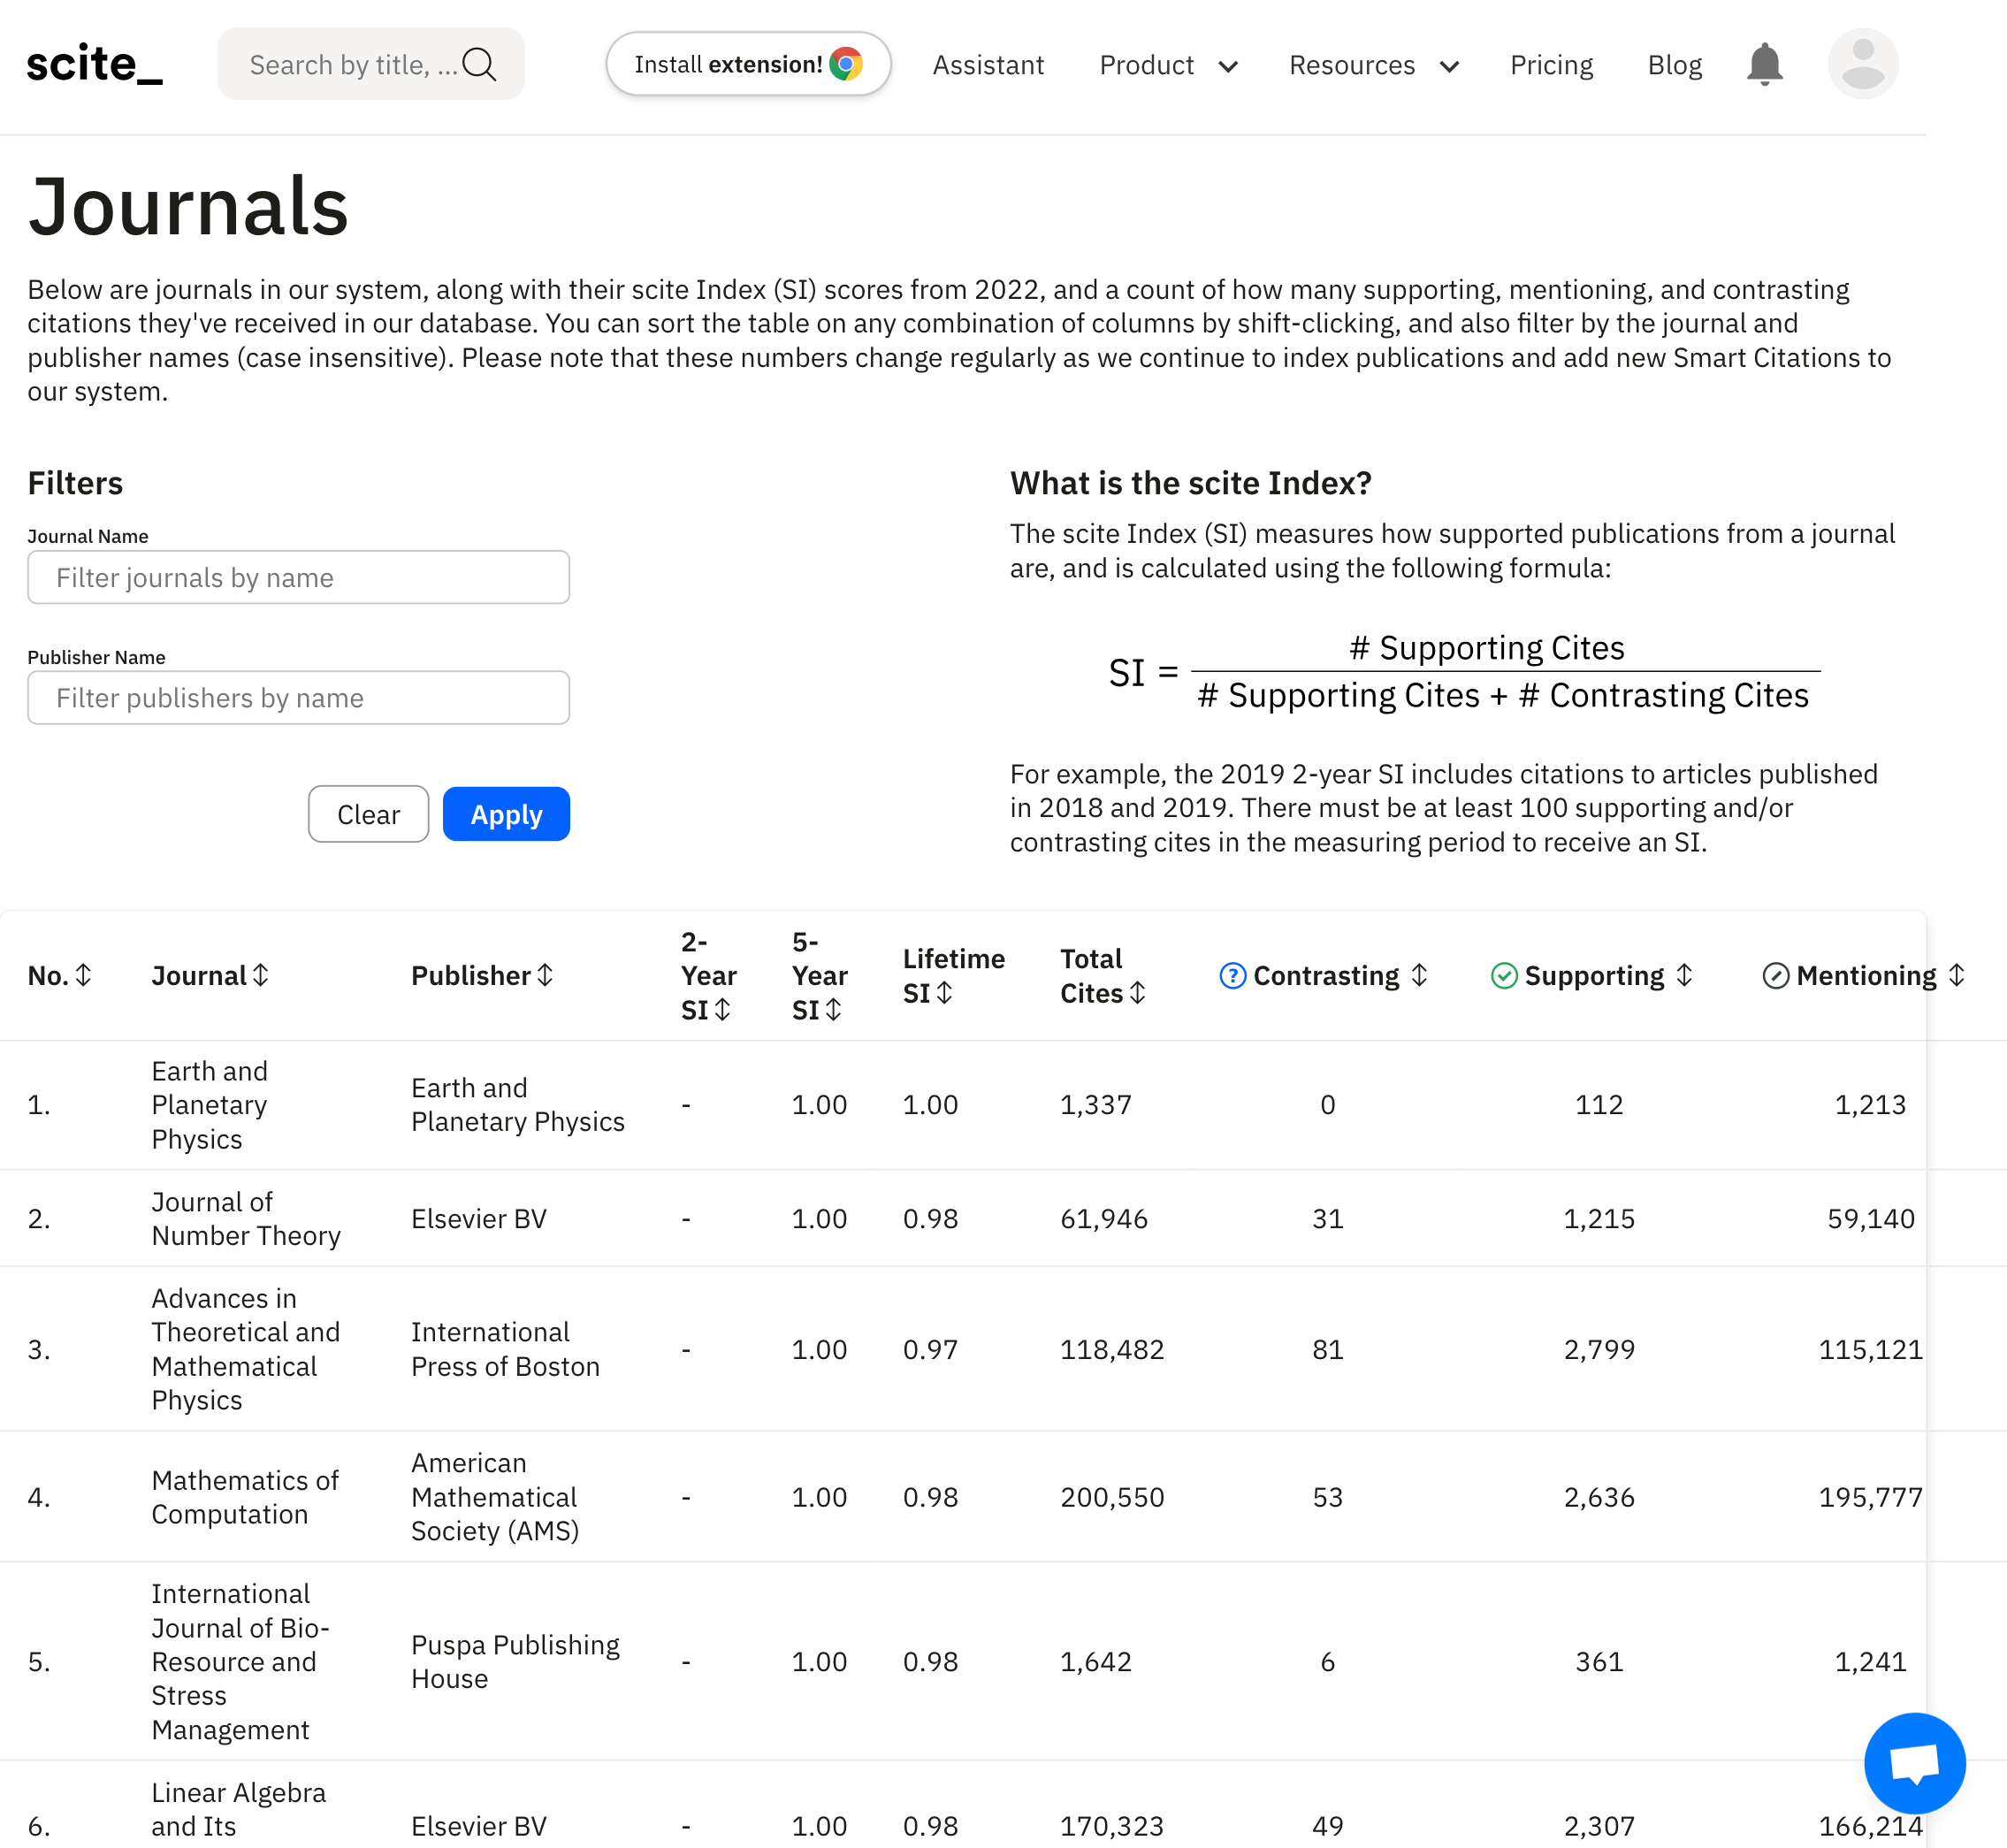 scite_
Search by title, ...
Install extension!
Assistant
Product
Resources
Pricing
Blog
Journals
Below are journals in our system, along with their scite Index (SI) scores from 2022, and a count of how many supporting, mentioning, and contrasting
citations they've received in our database. You can sort the table on any combination of columns by shift-clicking, and also filter by the journal and
publisher names (case insensitive). Please note that these numbers change regularly as we continue to index publications and add new Smart Citations to
our system.
Filters
Journal Name
Filter journals by name
Publisher Name
Filter publishers by name
Clear
Apply
What is the scite Index?
The scite Index (SI) measures how supported publications from a journal
are, and is calculated using the following formula:
# Supporting Cites
SI =
# Supporting Cites + # Contrasting Cites
For example, the 2019 2-year SI includes citations to articles published
in 2018 and 2019. There must be at least 100 supporting and/or
contrasting cites in the measuring period to receive an SI.
No.
Journal
Publisher
2-
Year
SI
5-
Year
SI
Lifetime
SI
Total
Cites
Contrasting
Supporting
Mentioning
1.
Earth and
Planetary
Physics
Earth and
Planetary Physics
-
1.00
1.00
1,337
0
112
1,213
2.
Journal of
Number Theory
Elsevier BV
-
1.00
0.98
61,946
31
1,215
59,140
3.
Advances in
Theoretical and
Mathematical
Physics
International
Press of Boston
-
1.00
0.97
118,482
81
2,799
115,121
4.
Mathematics of
Computation
American
Mathematical
Society (AMS)
-
1.00
0.98
200,550
53
2,636
195,777
5.
International
Journal of Bio-
Resource and
Stress
Management
Puspa Publishing
House
-
1.00
0.98
1,642
6
361
1,241
6.
Linear Algebra
and Its
Elsevier BV
-
1.00
0.98
170,323
49
2,307
166,214